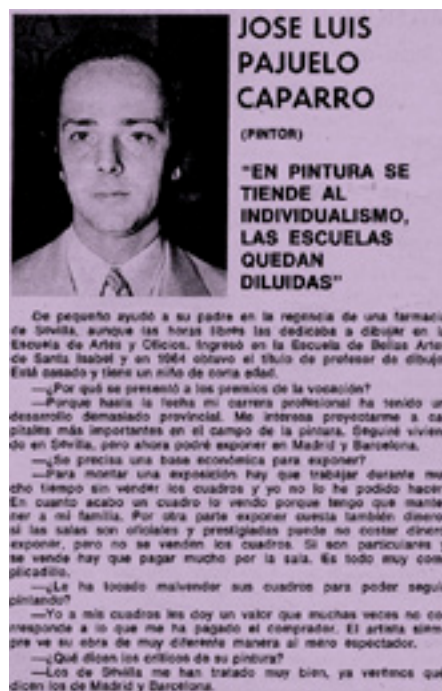 JOSE LUIS
PAJUELO
CAPARRO
(PINTOR)
"EN PINTURA SE
TIENDE AL
INDIVIDUALISMO,
LAS ESCUELAS
QUEDAN
DILUIDAS"
De pequeño ayudó a su padre en la regencia de una farmaci
de Sevilla, aunque las horas libres las dedicaba a dibujar en
Escuela de Artes y Oficios. Ingresó en la Escuela de Bellas Arte
de Santa Isabel y en 1964 obtuvo el título de profesor de dibuj
Está casado y tiene un niño de corta edad.
—¿Por qué se presentó a los premios de la vocación?
—Porque hasta la fecha mi carrera profesional ha tenido u
desarrollo demasiado provincial. Me interesa proyectarme a ca
pitales más importantes en el campo de la pintura. Seguiré vivien
do en Sevilla, pero ahora podré exponer en Madrid y Barcelona.
—¿Se precisa una base económica para exponer?
—Para montar una exposición hay que trabajar durante mu
cho tiempo sin vender los cuadros y yo no lo he podido hacer
En cuanto acabo un cuadro lo vendo porque tengo que mante
ner a mi familia. Por otra parte exponer cuesta también diner
si las salas son oficiales y prestigiadas puede no costar diner
exponer, pero no se venden los cuadros. Si son particulares
se vende hay que pagar mucho por la sala. Es todo muy com
plicadillo.
—¿Le ha tocado malvender sus cuadros para poder segui
pintando?
—Yo a mis cuadros les doy un valor que muchas veces no co
rresponde a lo que me ha pagado el comprador. El artista siem
pre ve su obra de muy diferente manera al mero espectador.
—¿Qué dicen los críticos de su pintura?
—Los de Sevilla me han tratado muy bien, ya veremos qu
dicen los de Madrid y Barcelona.